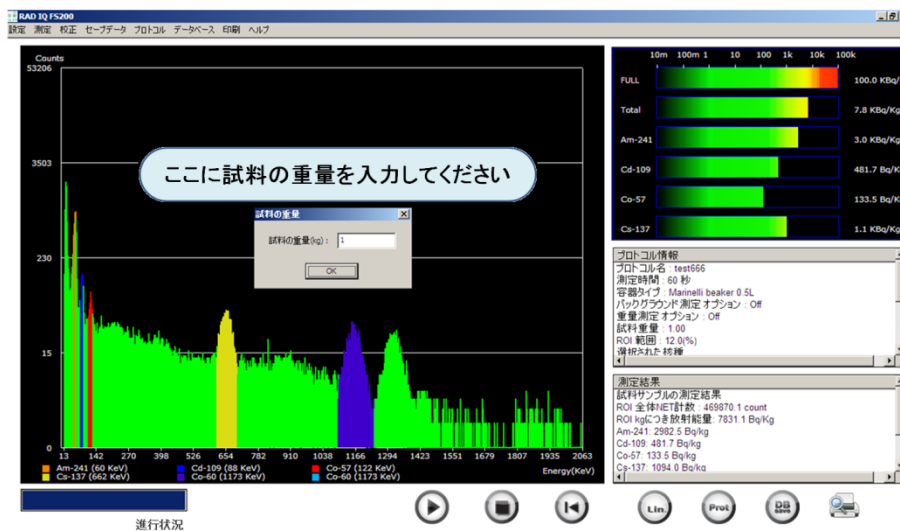 RAD IQ FS200
設定 測定 校正 セーブデータ プロトコル データベース 印刷 ヘルプ
Counts
53206
3503
230
15
0
13 142 270 398 526 654 782 910 1038 1166 1294 1423 1551 1679 1807 1935 2063
Energy(KeV)
Am-241 (60 KeV) Cd-109 (88 KeV) Co-57 (122 KeV)
Cs-137 (662 KeV) Co-60 (1173 KeV) Co-60 (1173 KeV)
ここに試料の重量を入力してください
試料の重量
試料の重量(kg) : 1
OK
10m 100m 1 10 100 1k 10k 100k
FULL 100.0 KBq/
Total 7.8 KBq/Kg
Am-241 3.0 KBq/Kg
Cd-109 481.7 Bq/K
Co-57 133.5 Bq/K
Cs-137 1.1 KBq/Kg
プロトコル情報
プロトコル名 : test666
測定時間 : 60 秒
容器タイプ : Marinelli beaker 0.5L
バックグラウンド測定 オプション : Off
重量測定 オプション : Off
試料重量 : 1.00
ROI 範囲 : 12.0(%)
選択された 核種
測定結果
試料サンプルの測定結果
ROI 全体NET計数 : 469870.1 count
ROI kgにつき放射能量: 7831.1 Bq/Kg
Am-241: 2982.5 Bq/kg
Cd-109: 481.7 Bq/kg
Co-57: 133.5 Bq/kg
Cs-137: 1094.0 Bq/kg
進行状況
Lin.
Prot
DB
save